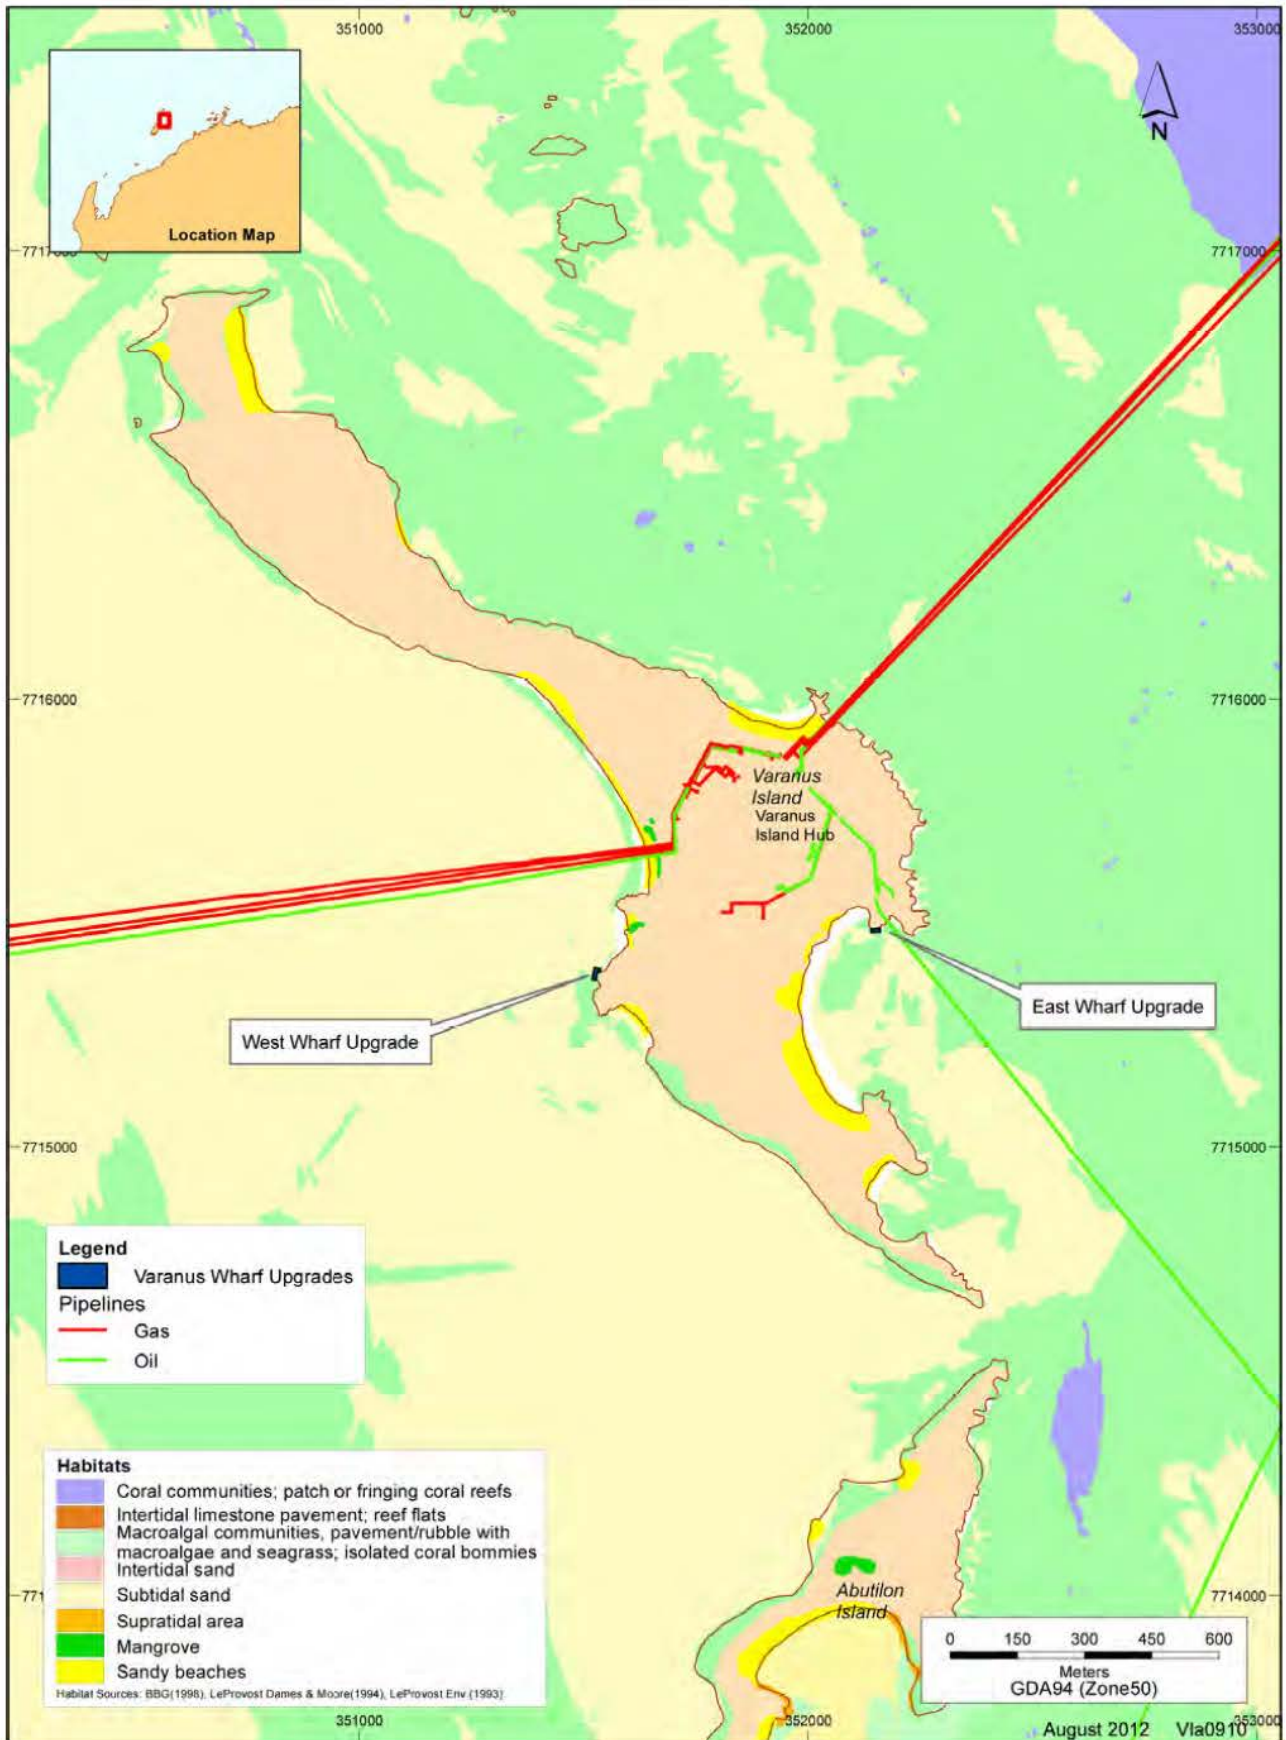 351000
352000
353000
N
Location Map
7717000
7716000
7716000
Varanus
Island
Varanus
Island Hub
East Wharf Upgrade
West Wharf Upgrade
7715000
7715000
Legend
Varanus Wharf Upgrades
Pipelines
Gas
Oil
Habitats
Coral communities; patch or fringing coral reefs
Intertidal limestone pavement; reef flats
Macroalgal communities, pavement/rubble with
macroalgae and seagrass; isolated coral bommies
Intertidal sand
Subtidal sand
Supratidal area
Mangrove
Sandy beaches
Habitat Sources: BBG(1998), LeProvost Dames & Moore(1994), LeProvost Env.(1993)
7714000
Abutilon
Island
0 150 300 450 600
Meters
GDA94 (Zone50)
351000
352000
353000
August 2012 VIa0910